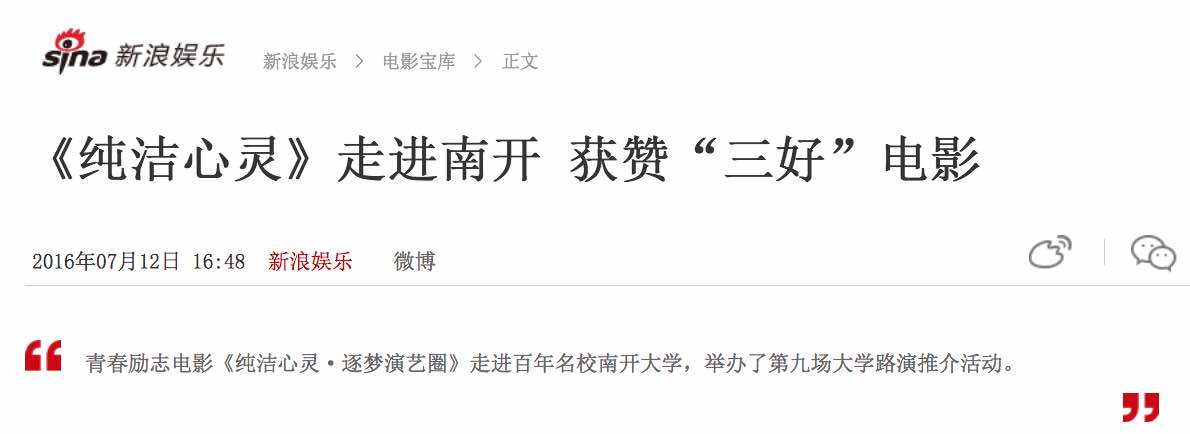 sina 新浪娱乐 新浪娱乐 > 电影宝库 > 正文
《纯洁心灵》走进南开 获赞“三好”电影
2016年07月12日 16:48 新浪娱乐 微博
青春励志电影《纯洁心灵·逐梦演艺圈》走进百年名校南开大学，举办了第九场大学路演推介活动。